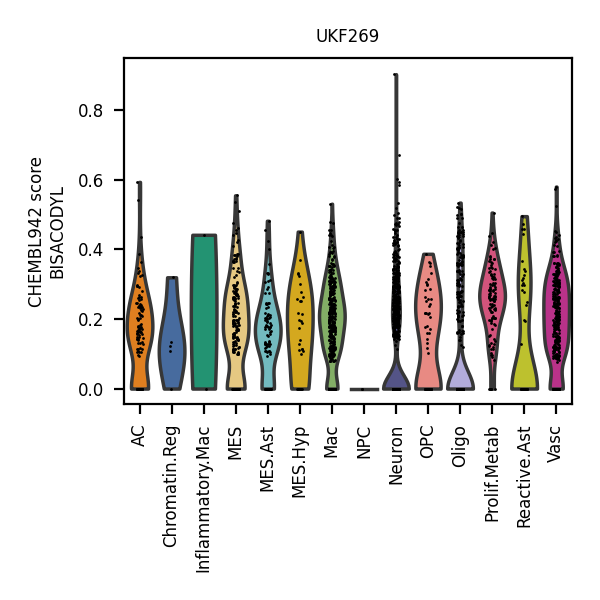 UKF269
CHEMBL942 score
BISACODYL
0.8
0.6
0.4
0.2
0.0
AC
Chromatin.Reg
Inflammatory.Mac
MES
MES.Ast
MES.Hyp
Mac
NPC
Neuron
OPC
Oligo
Prolif.Metab
Reactive.Ast
Vasc